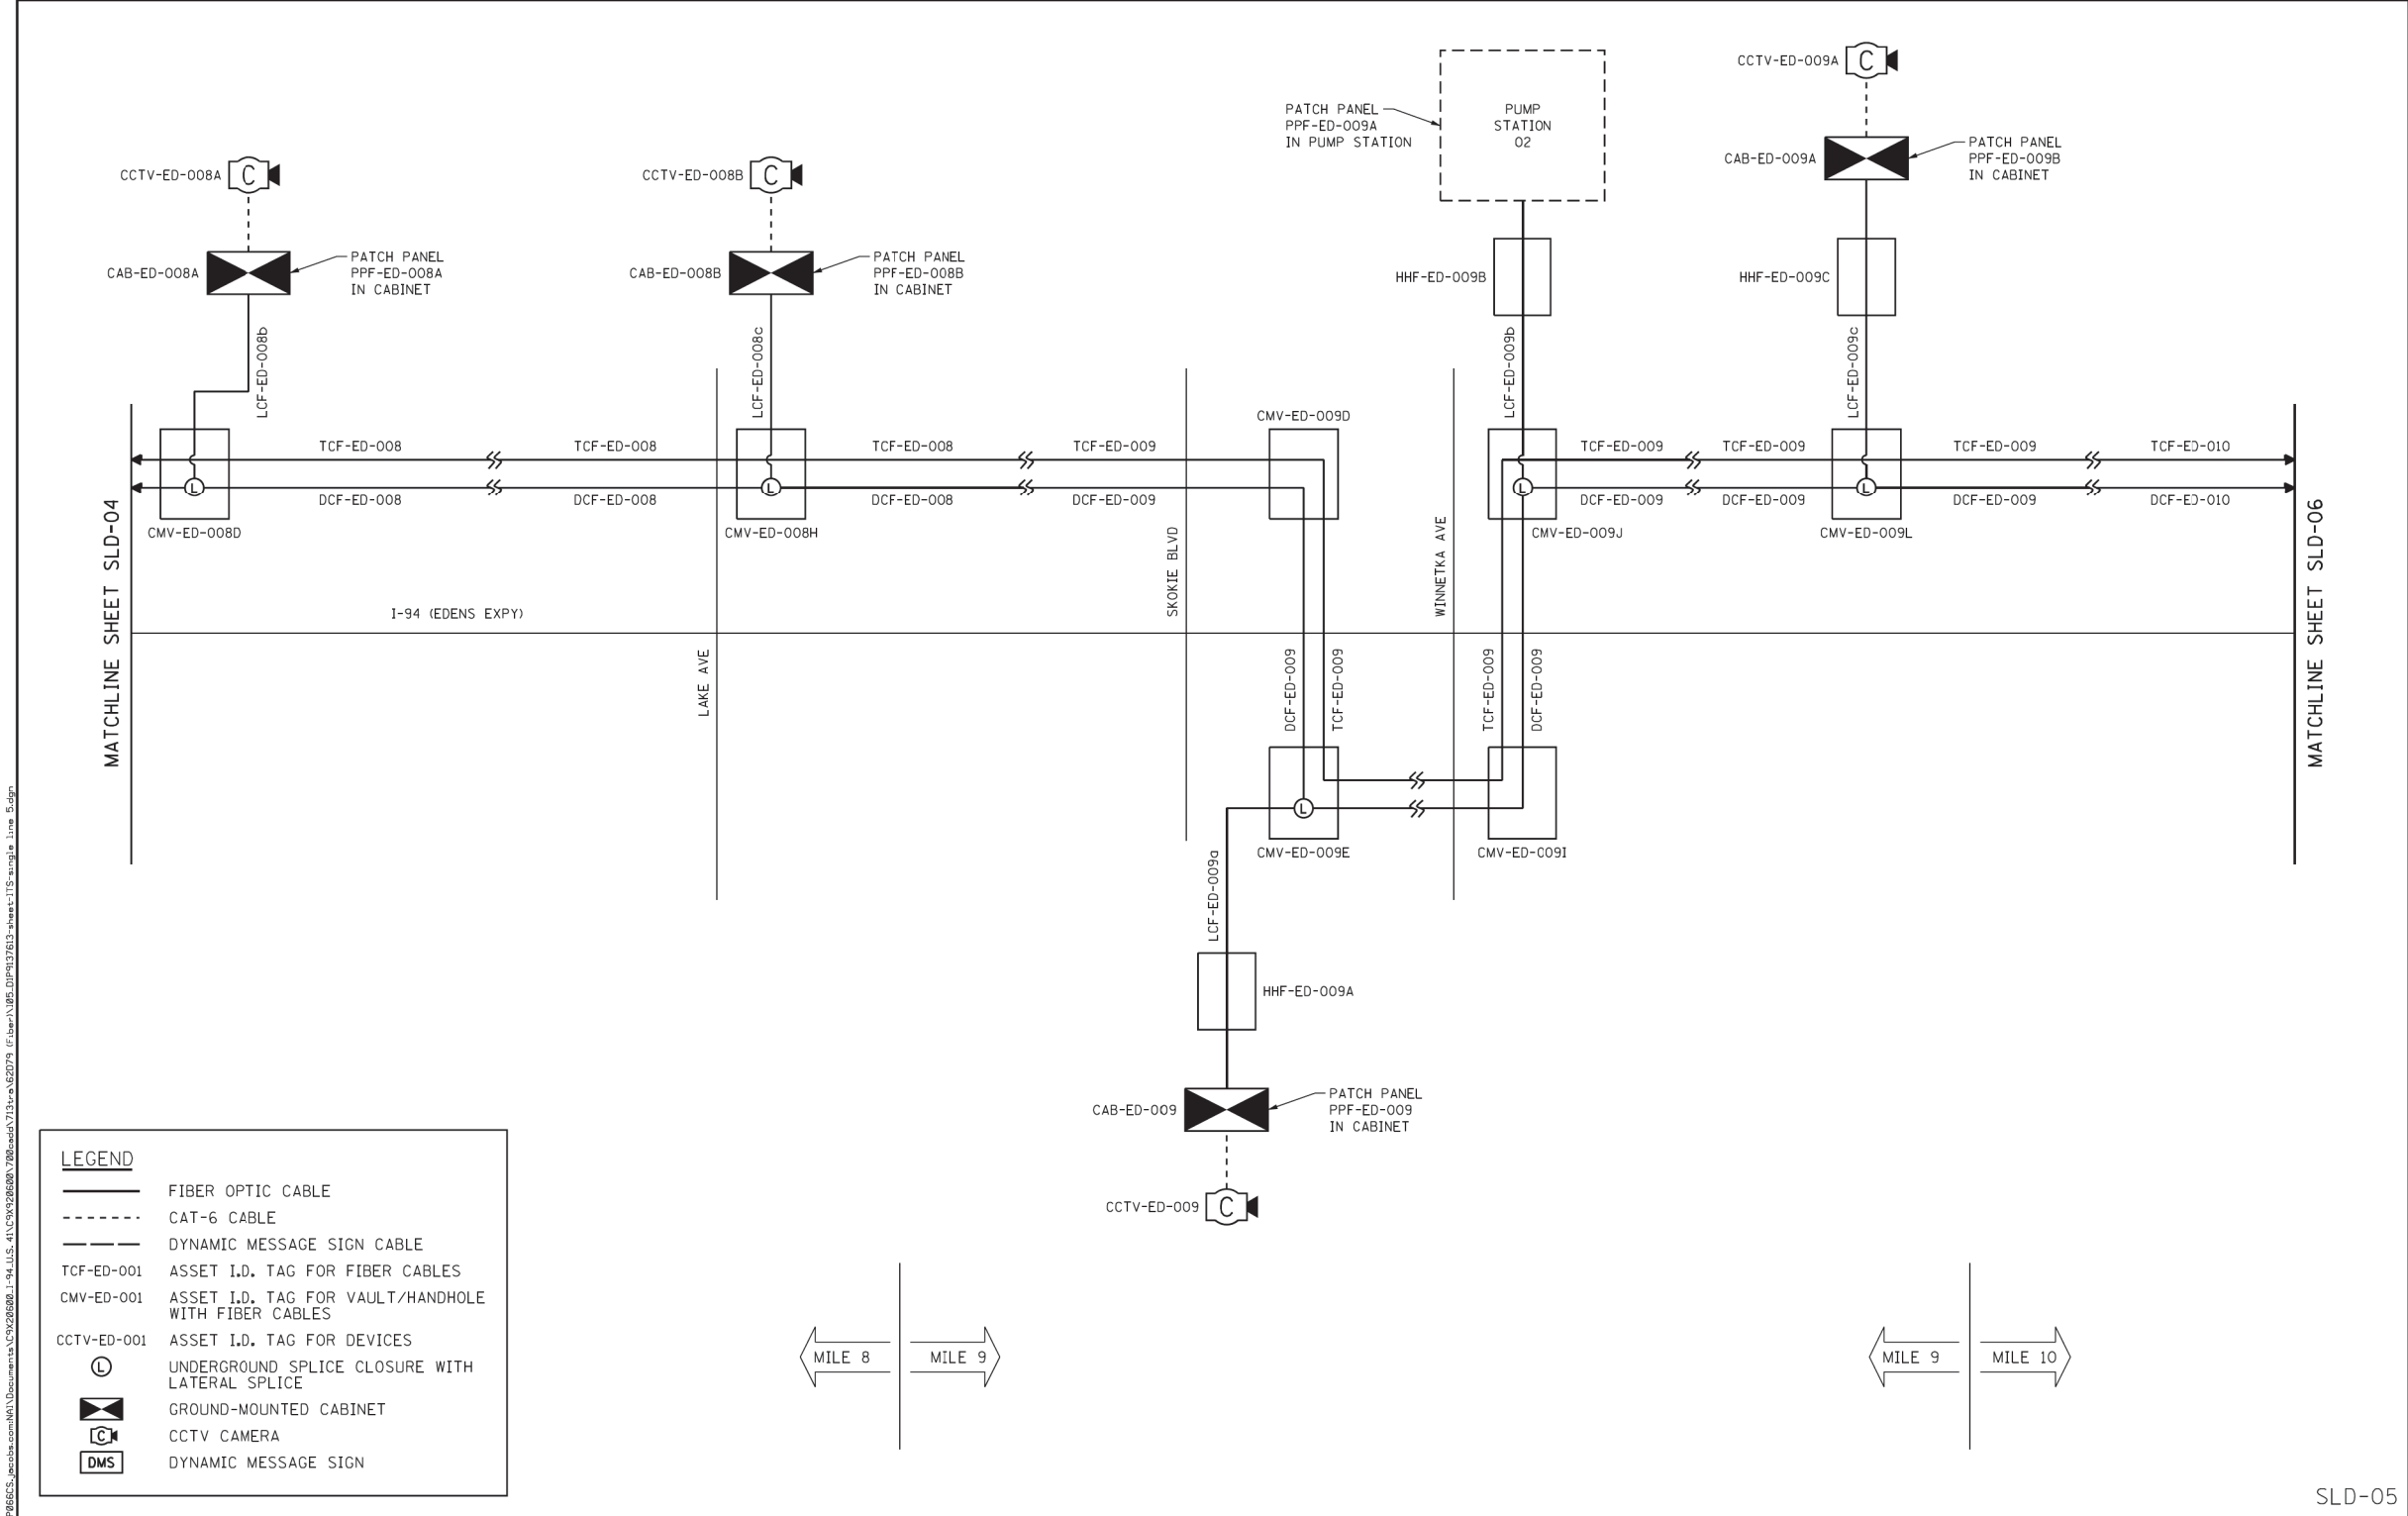 CCTV-ED-009A
PATCH PANEL
PPF-ED-009A
IN PUMP STATION
PUMP
STATION
02
CAB-ED-009A
PATCH PANEL
PPF-ED-009B
IN CABINET
CCTV-ED-008A
CCTV-ED-008B
CAB-ED-008A
PATCH PANEL
PPF-ED-008A
IN CABINET
CAB-ED-008B
PATCH PANEL
PPF-ED-008B
IN CABINET
HHF-ED-009B
HHF-ED-009C
LCF-ED-008b
LCF-ED-008c
LCF-ED-009b
LCF-ED-009c
CMV-ED-009D
TCF-ED-008
TCF-ED-008
TCF-ED-008
TCF-ED-009
TCF-ED-009
TCF-ED-009
TCF-ED-009
TCF-ED-010
C
C
C
L
L
L
L
DCF-ED-008
DCF-ED-008
DCF-ED-008
DCF-ED-009
DCF-ED-009
DCF-ED-009
DCF-ED-009
DCF-ED-010
CMV-ED-008D
CMV-ED-008H
CMV-ED-009J
CMV-ED-009L
MATCHLINE SHEET SLD-04
I-94 (EDENS EXPY)
LAKE AVE
SKOKIE BLVD
WINNETKA AVE
MATCHLINE SHEET SLD-06
DCF-ED-009
TCF-ED-009
TCF-ED-009
DCF-ED-009
L
CMV-ED-009E
CMV-ED-009I
LCF-ED-009a
HHF-ED-009A
CAB-ED-009
PATCH PANEL
PPF-ED-009
IN CABINET
CCTV-ED-009
C
LEGEND
FIBER OPTIC CABLE
CAT-6 CABLE
DYNAMIC MESSAGE SIGN CABLE
TCF-ED-001 ASSET I.D. TAG FOR FIBER CABLES
CMV-ED-001 ASSET I.D. TAG FOR VAULT/HANDHOLE
WITH FIBER CABLES
CCTV-ED-001 ASSET I.D. TAG FOR DEVICES
L UNDERGROUND SPLICE CLOSURE WITH
LATERAL SPLICE
GROUND-MOUNTED CABINET
C CCTV CAMERA
DMS DYNAMIC MESSAGE SIGN
MILE 8
MILE 9
MILE 9
MILE 10
SLD-05